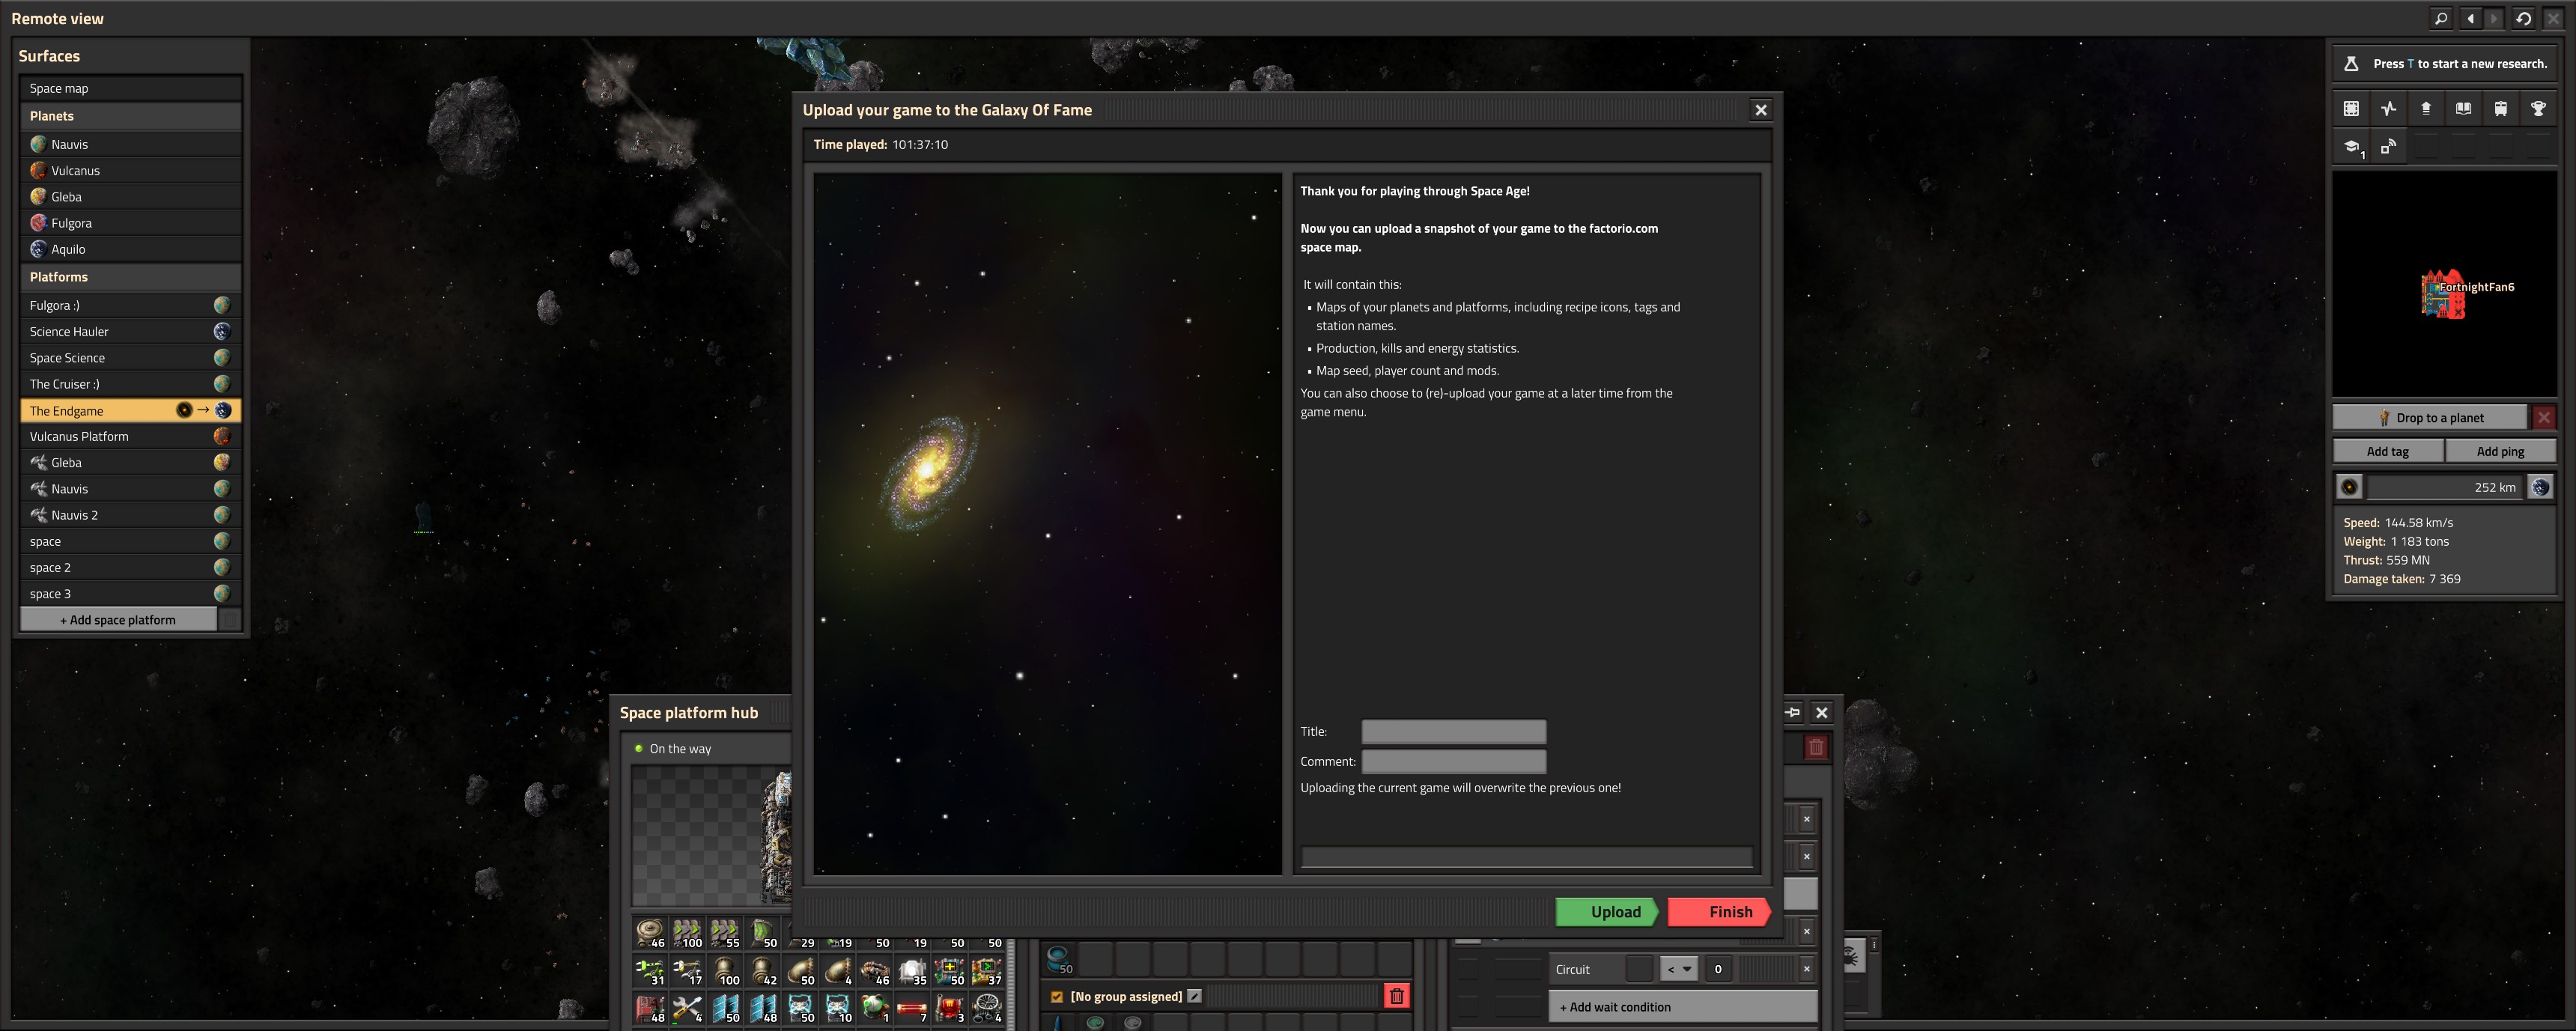 Remote view
Surfaces
Space map
Planets
Nauvis
Vulcanus
Gleba
Fulgora
Aquilo
Platforms
Fulgora :)
Science Hauler
Space Science
The Cruiser :)
The Endgame
Vulcanus Platform
Gleba
Nauvis
Nauvis 2
space
space 2
space 3
+ Add space platform
Upload your game to the Galaxy Of Fame
Time played: 101:37:10
Thank you for playing through Space Age!
Now you can upload a snapshot of your game to the factorio.com
space map.
It will contain this:
▪ Maps of your planets and platforms, including recipe icons, tags and
station names.
▪ Production, kills and energy statistics.
▪ Map seed, player count and mods.
You can also choose to (re)-upload your game at a later time from the
game menu.
Title:
Comment:
Uploading the current game will overwrite the previous one!
Upload
Finish
Space platform hub
On the way
46 100 55 50 29 19 50 19 50 50
31 17 100 42 50 4 46 35 50 37
48 4 50 48 50 10 1 7 3 4
50
[No group assigned]
Circuit < 0
+ Add wait condition
Press T to start a new research.
1
FortnightFan6
Drop to a planet
Add tag
Add ping
252 km
Speed: 144.58 km/s
Weight: 1 183 tons
Thrust: 559 MN
Damage taken: 7 369